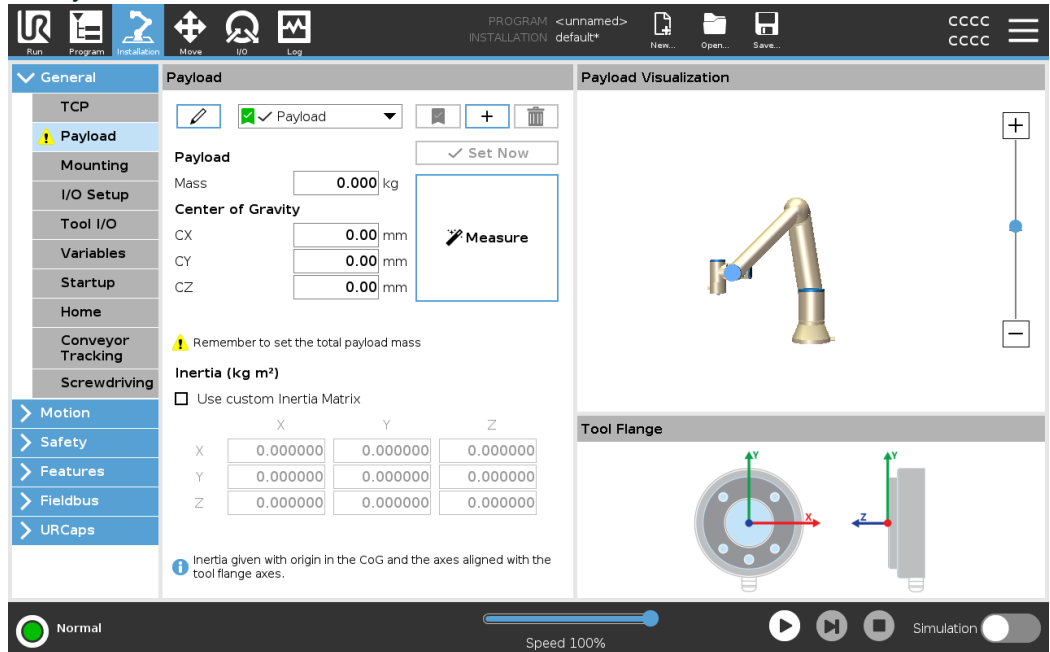 PROGRAM <unnamed>
INSTALLATION default*
cccc
cccc
UR
Run
Program
Installation
Move
I/O
Log
New...
Open...
Save...
General
TCP
Payload
Mounting
I/O Setup
Tool I/O
Variables
Startup
Home
Conveyor
Tracking
Screwdriving
Motion
Safety
Features
Fieldbus
URCaps
Payload
Payload
Payload
Set Now
Mass 0.000 kg
Center of Gravity
CX 0.00 mm
CY 0.00 mm
CZ 0.00 mm
Measure
Remember to set the total payload mass
Inertia (kg m²)
Use custom Inertia Matrix
X Y Z
X 0.000000 0.000000 0.000000
Y 0.000000 0.000000 0.000000
Z 0.000000 0.000000 0.000000
Inertia given with origin in the CoG and the axes aligned with the
tool flange axes.
Payload Visualization
Tool Flange
Y
X
Y
Z
Normal
Speed 100%
Simulation